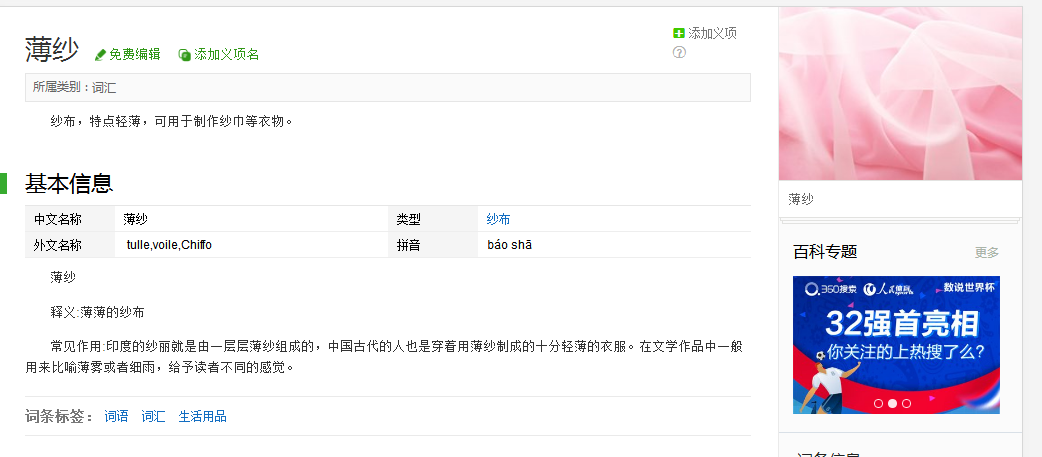 薄纱 免费编辑 添加义项名
添加义项
?
所属类别：词汇
纱布，特点轻薄，可用于制作纱巾等衣物。
基本信息
中文名称 薄纱 类型 纱布
外文名称 tulle,voile,Chiffo 拼音 báo shā
薄纱
释义:薄薄的纱布
常见作用:印度的纱丽就是由一层层薄纱组成的，中国古代的人也是穿着用薄纱制成的十分轻薄的衣服。在文学作品中一般
用来比喻薄雾或者细雨，给予读者不同的感觉。
词条标签： 词语 词汇 生活用品
薄纱
百科专题 更多
360搜索 人民体育 sports 数说世界杯
32强首亮相
你关注的上热搜了么?